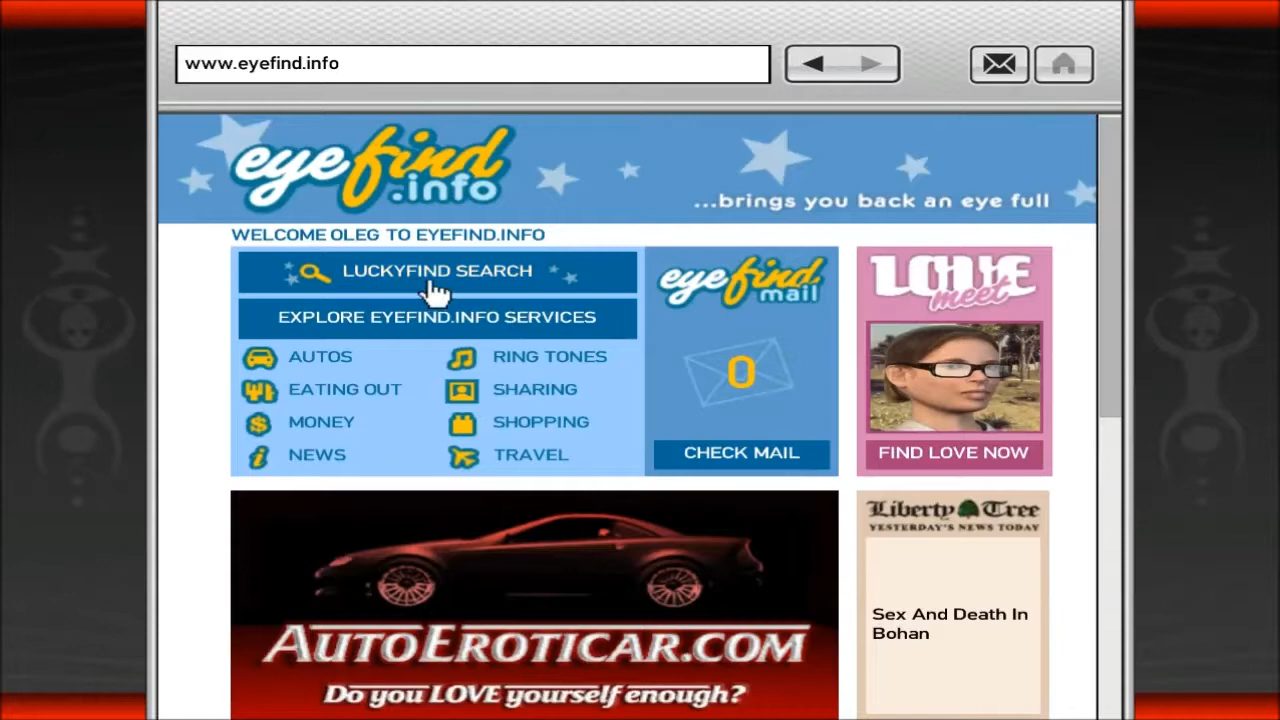 www.eyefind.info
eyefind
.info
...brings you back an eye full
WELCOME OLEG TO EYEFIND.INFO
LUCKYFIND SEARCH
EXPLORE EYEFIND.INFO SERVICES
AUTOS
RING TONES
EATING OUT
SHARING
MONEY
SHOPPING
NEWS
TRAVEL
eyefind
mail
0
CHECK MAIL
LOVE
meet
FIND LOVE NOW
AUTOEROTICAR.COM
Do you LOVE yourself enough?
Liberty Tree
YESTERDAY'S NEWS TODAY
Sex And Death In
Bohan